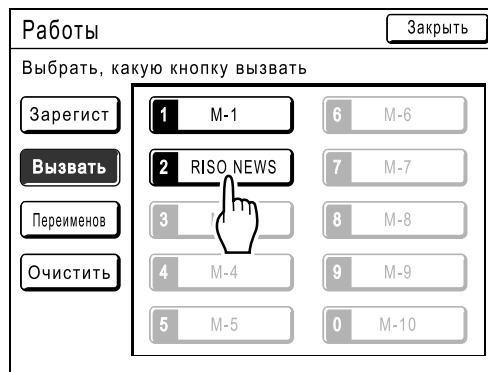 Работы Закрыть
Выбрать, какую кнопку вызвать
Зарегист 1 M-1 6 M-6
Вызвать 2 RISO NEWS 7 M-7
Переименов 3 8 M-8
Очистить 4 M-4 9 M-9
5 M-5 0 M-10